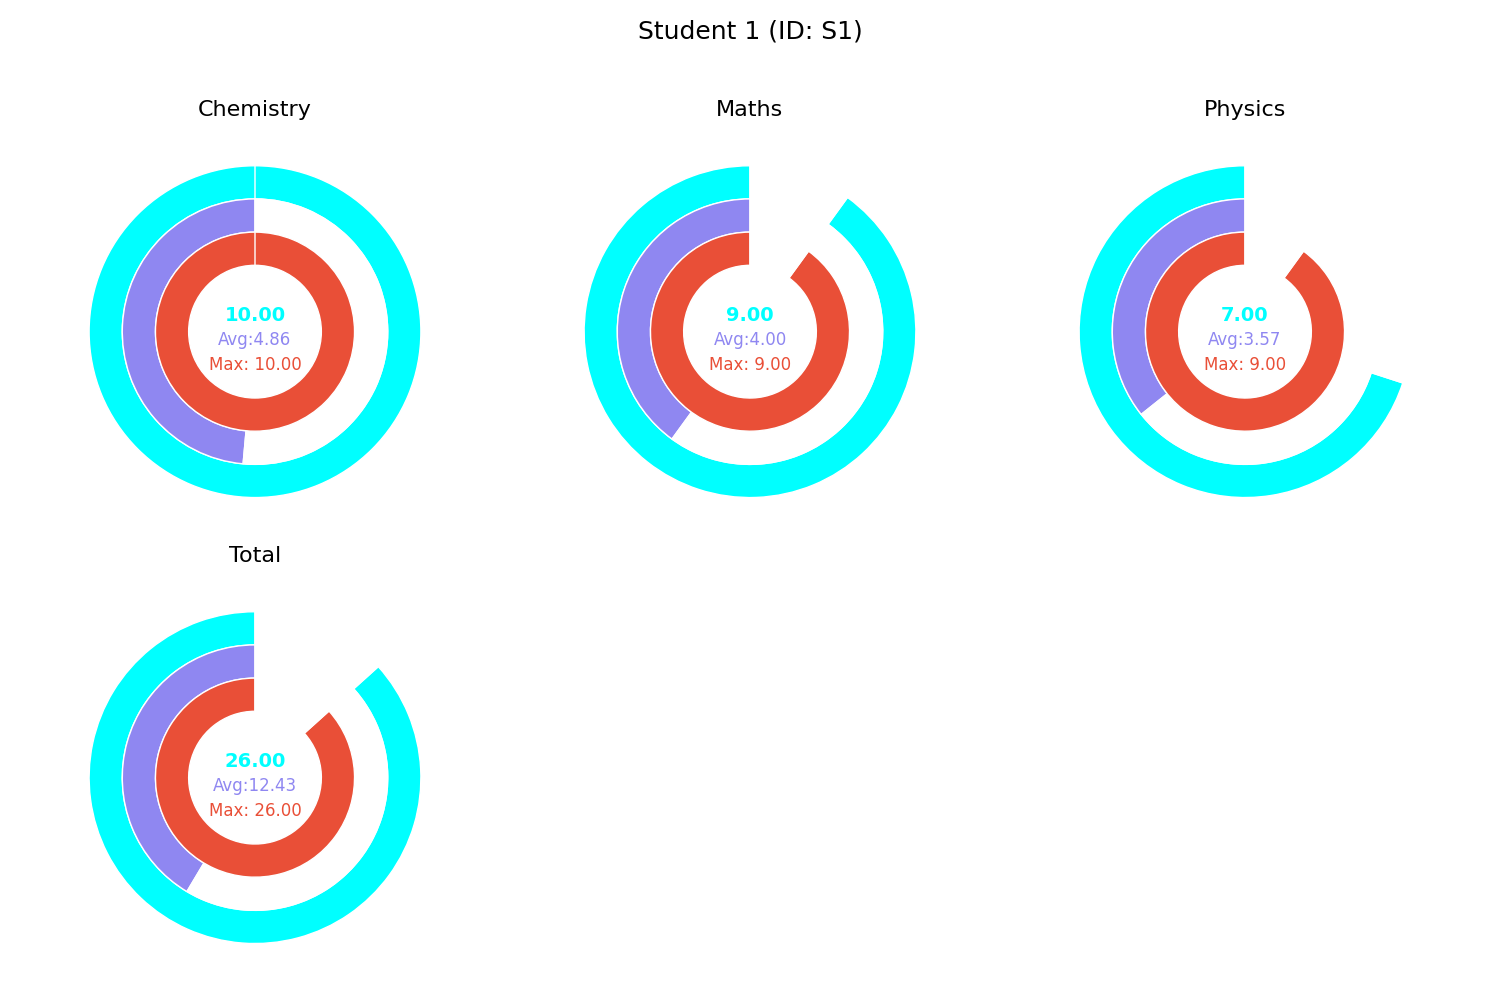 Student 1 (ID: S1)
Chemistry
10.00
Avg:4.86
Max: 10.00
Maths
9.00
Avg:4.00
Max: 9.00
Physics
7.00
Avg:3.57
Max: 9.00
Total
26.00
Avg:12.43
Max: 26.00